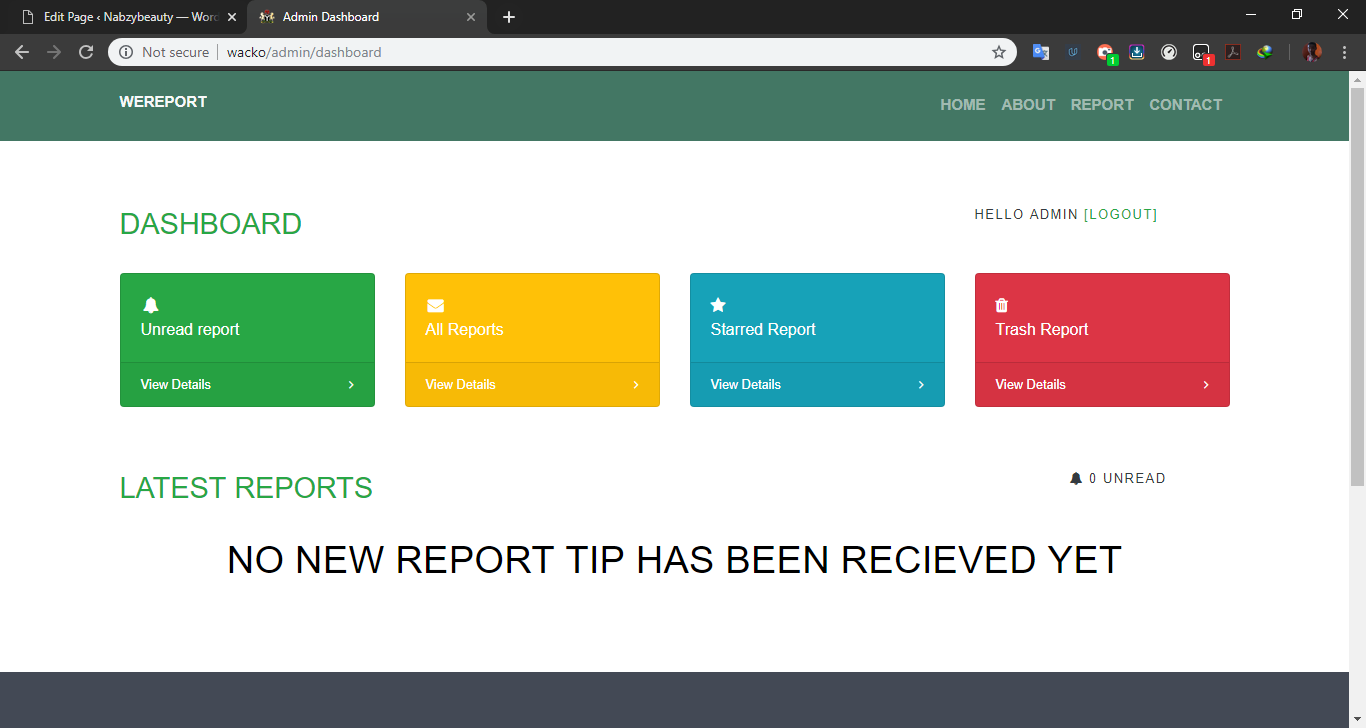 Edit Page ‹ Nabzybeauty — Wor
Admin Dashboard
Not secure
wacko/admin/dashboard
1
1
WEREPORT
HOME ABOUT REPORT CONTACT
DASHBOARD
HELLO ADMIN [LOGOUT]
Unread report
All Reports
Starred Report
Trash Report
View Details
View Details
View Details
View Details
LATEST REPORTS
0 UNREAD
NO NEW REPORT TIP HAS BEEN RECIEVED YET